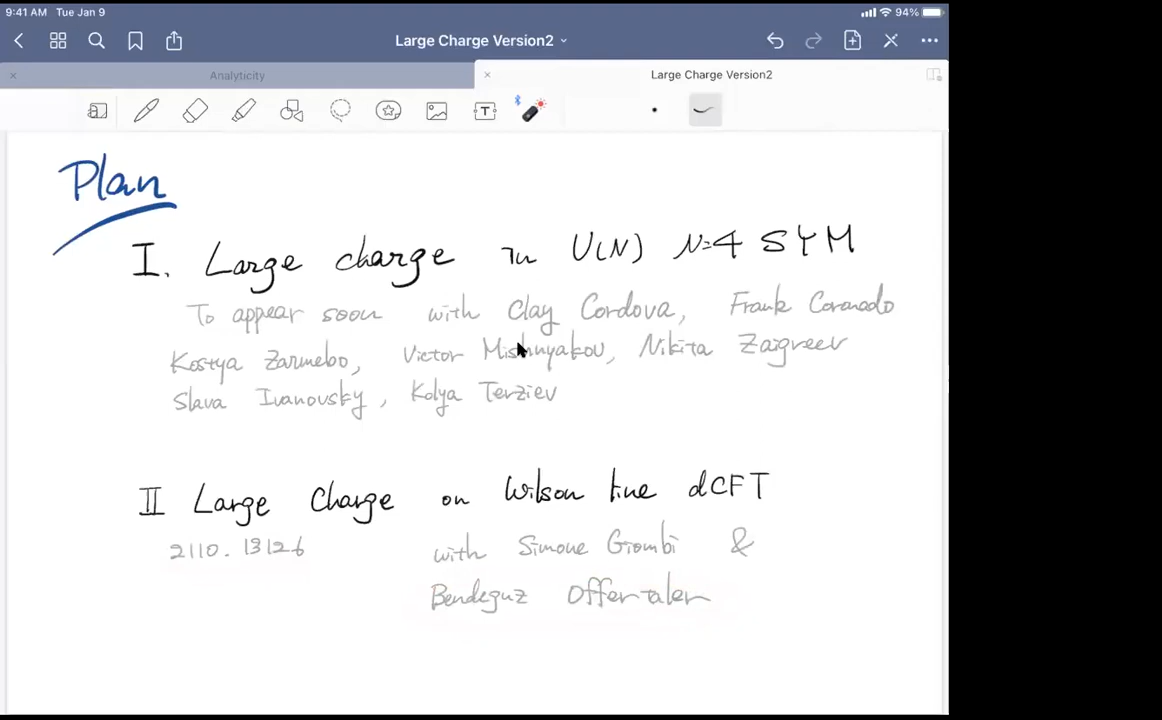 9:41 AM Tue Jan 9
94%
Large Charge Version2
Analyticity
Large Charge Version2
Plan
I. Large charge in U(N) N=4 SYM
To appear soon with Clay Cordova, Frank Coronado
Kostya Zarembo, Victor Mishnyakov, Nikita Zaigraev
Slava Ivanovsky, Kolya Terziev
II Large Charge on Wilson line dCFT
2110.13126 with Simone Giombi &
Bendeguz Offertaler